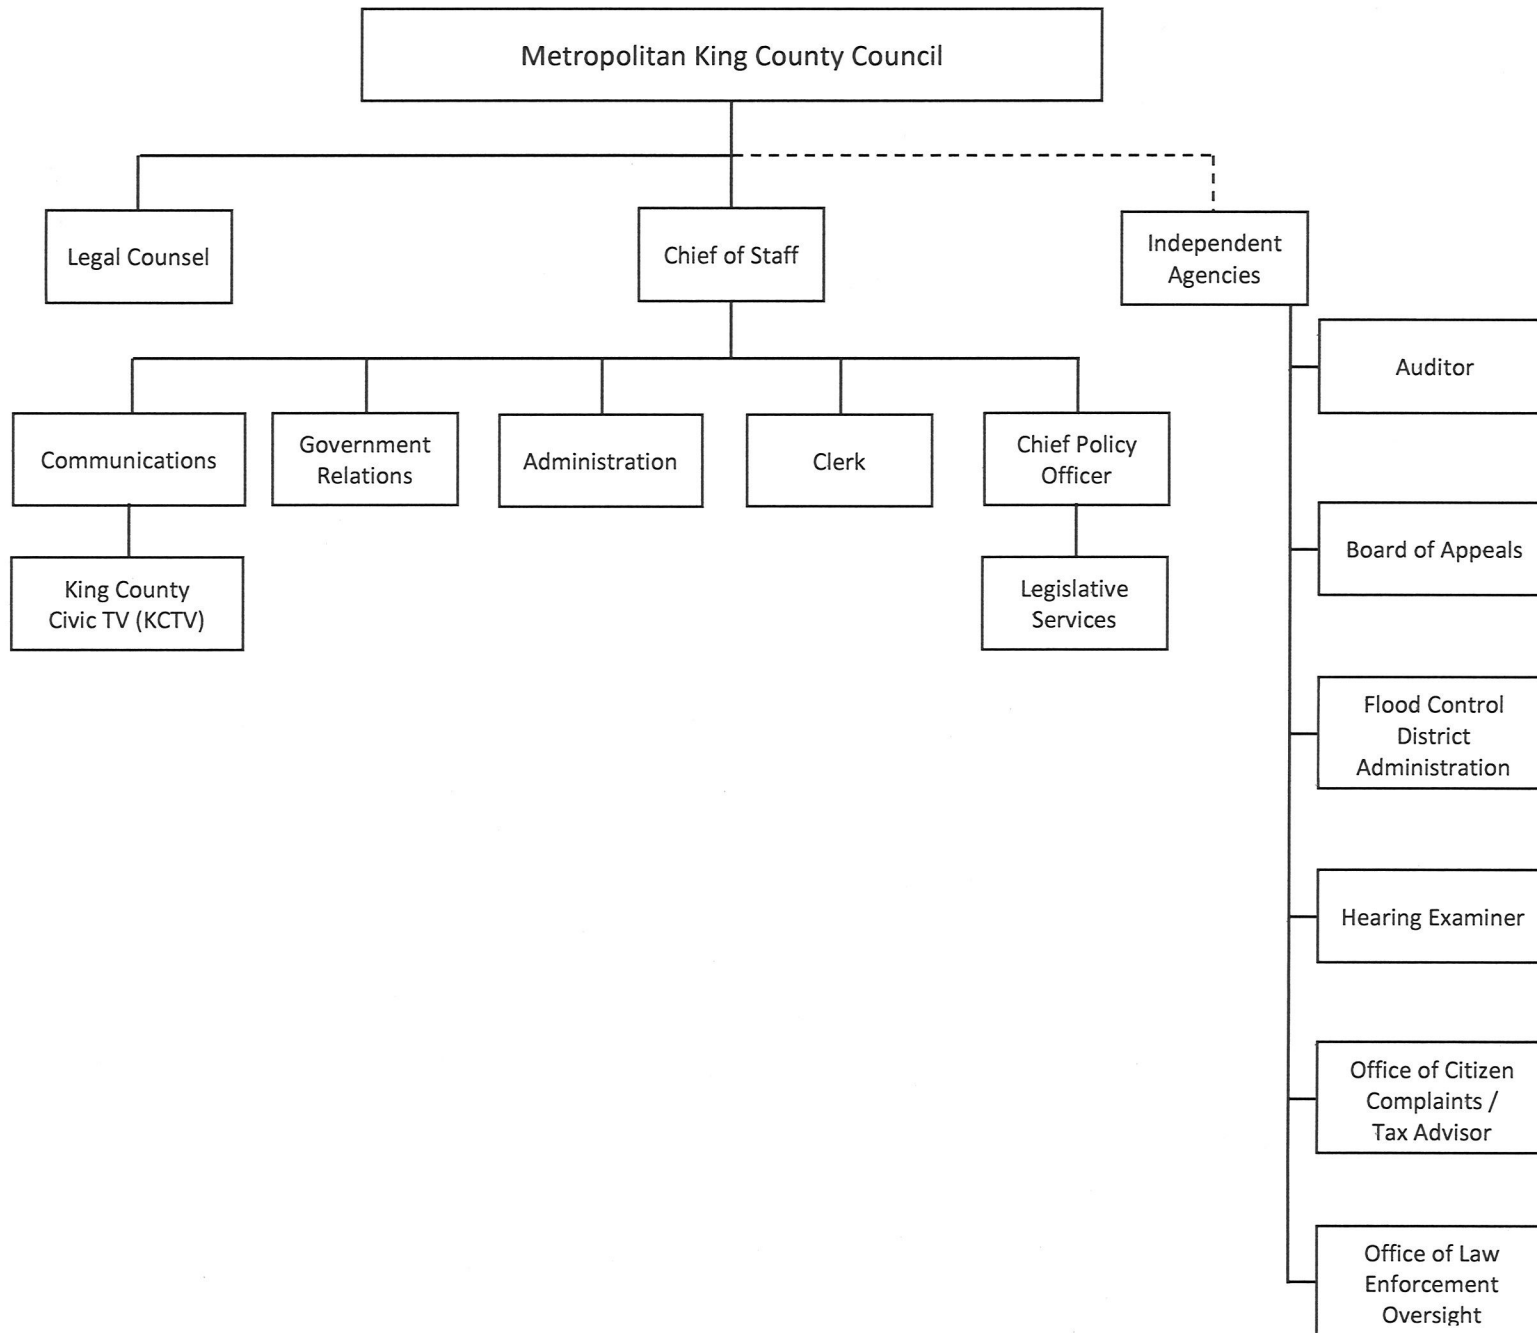 Metropolitan King County Council
Legal Counsel
Chief of Staff
Independent
Agencies
Communications
Government
Relations
Administration
Clerk
Chief Policy
Officer
King County
Civic TV (KCTV)
Legislative
Services
Auditor
Board of Appeals
Flood Control
District
Administration
Hearing Examiner
Office of Citizen
Complaints /
Tax Advisor
Office of Law
Enforcement
Oversight